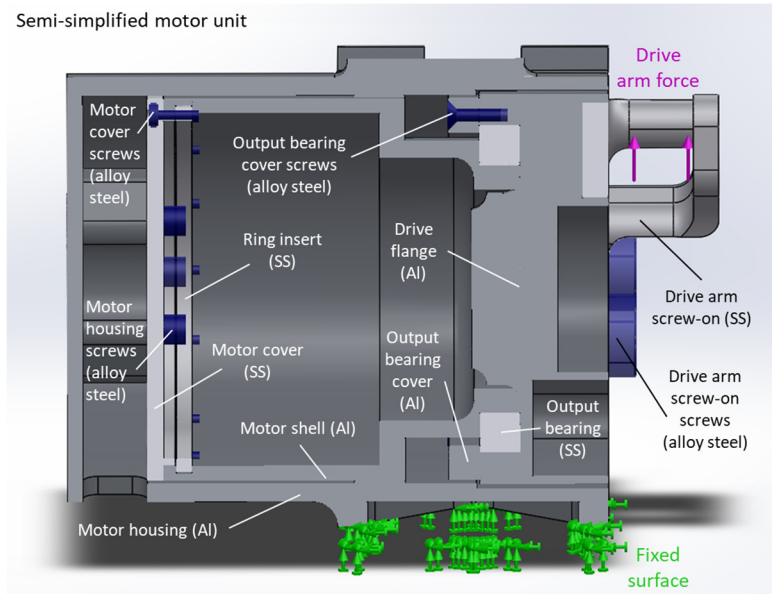 Semi-simplified motor unit
Drive
arm force
Motor
cover
screws
(alloy
steel)
Output bearing
cover screws
(alloy steel)
Ring insert
(SS)
Drive
flange
(Al)
Drive arm
screw-on (SS)
Motor
housing
screws
(alloy
steel)
Motor cover
(SS)
Output
bearing
cover
(Al)
Drive arm
screw-on
screws
(alloy steel)
Output
bearing
(SS)
Motor shell (Al)
Motor housing (Al)
Fixed
surface